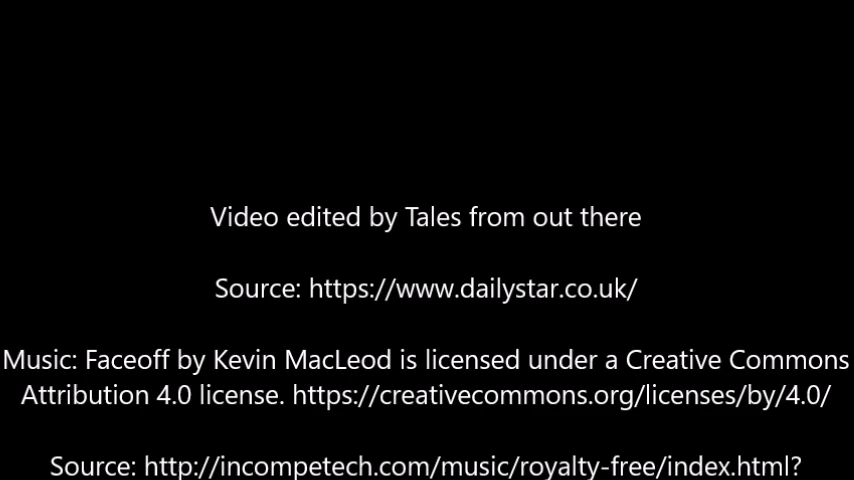 Video edited by Tales from out there
Source: https://www.dailystar.co.uk/
Music: Faceoff by Kevin MacLeod is licensed under a Creative Commons
Attribution 4.0 license. https://creativecommons.org/licenses/by/4.0/
Source: http://incompetech.com/music/royalty-free/index.html?